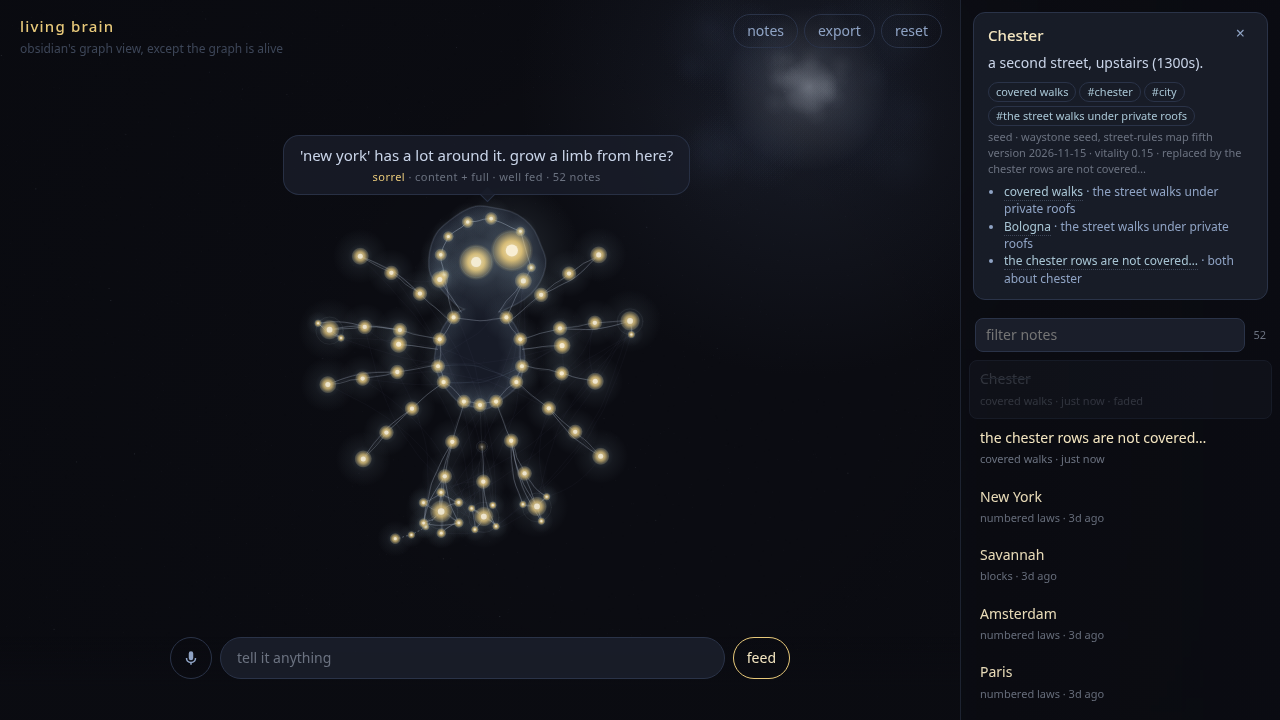 living brain
obsidian's graph view, except the graph is alive
notes
export
reset
'new york' has a lot around it. grow a limb from here?
sorrel · content + full · well fed · 52 notes
tell it anything
feed
Chester
×
a second street, upstairs (1300s).
covered walks
#chester
#city
#the street walks under private roofs
seed · waystone seed, street-rules map fifth
version 2026-11-15 · vitality 0.15 · replaced by the
chester rows are not covered...
• covered walks · the street walks under
private roofs
• Bologna · the street walks under private
roofs
• the chester rows are not covered... · both
about chester
filter notes
52
Chester
covered walks · just now · faded
the chester rows are not covered...
covered walks · just now
New York
numbered laws · 3d ago
Savannah
blocks · 3d ago
Amsterdam
numbered laws · 3d ago
Paris
numbered laws · 3d ago